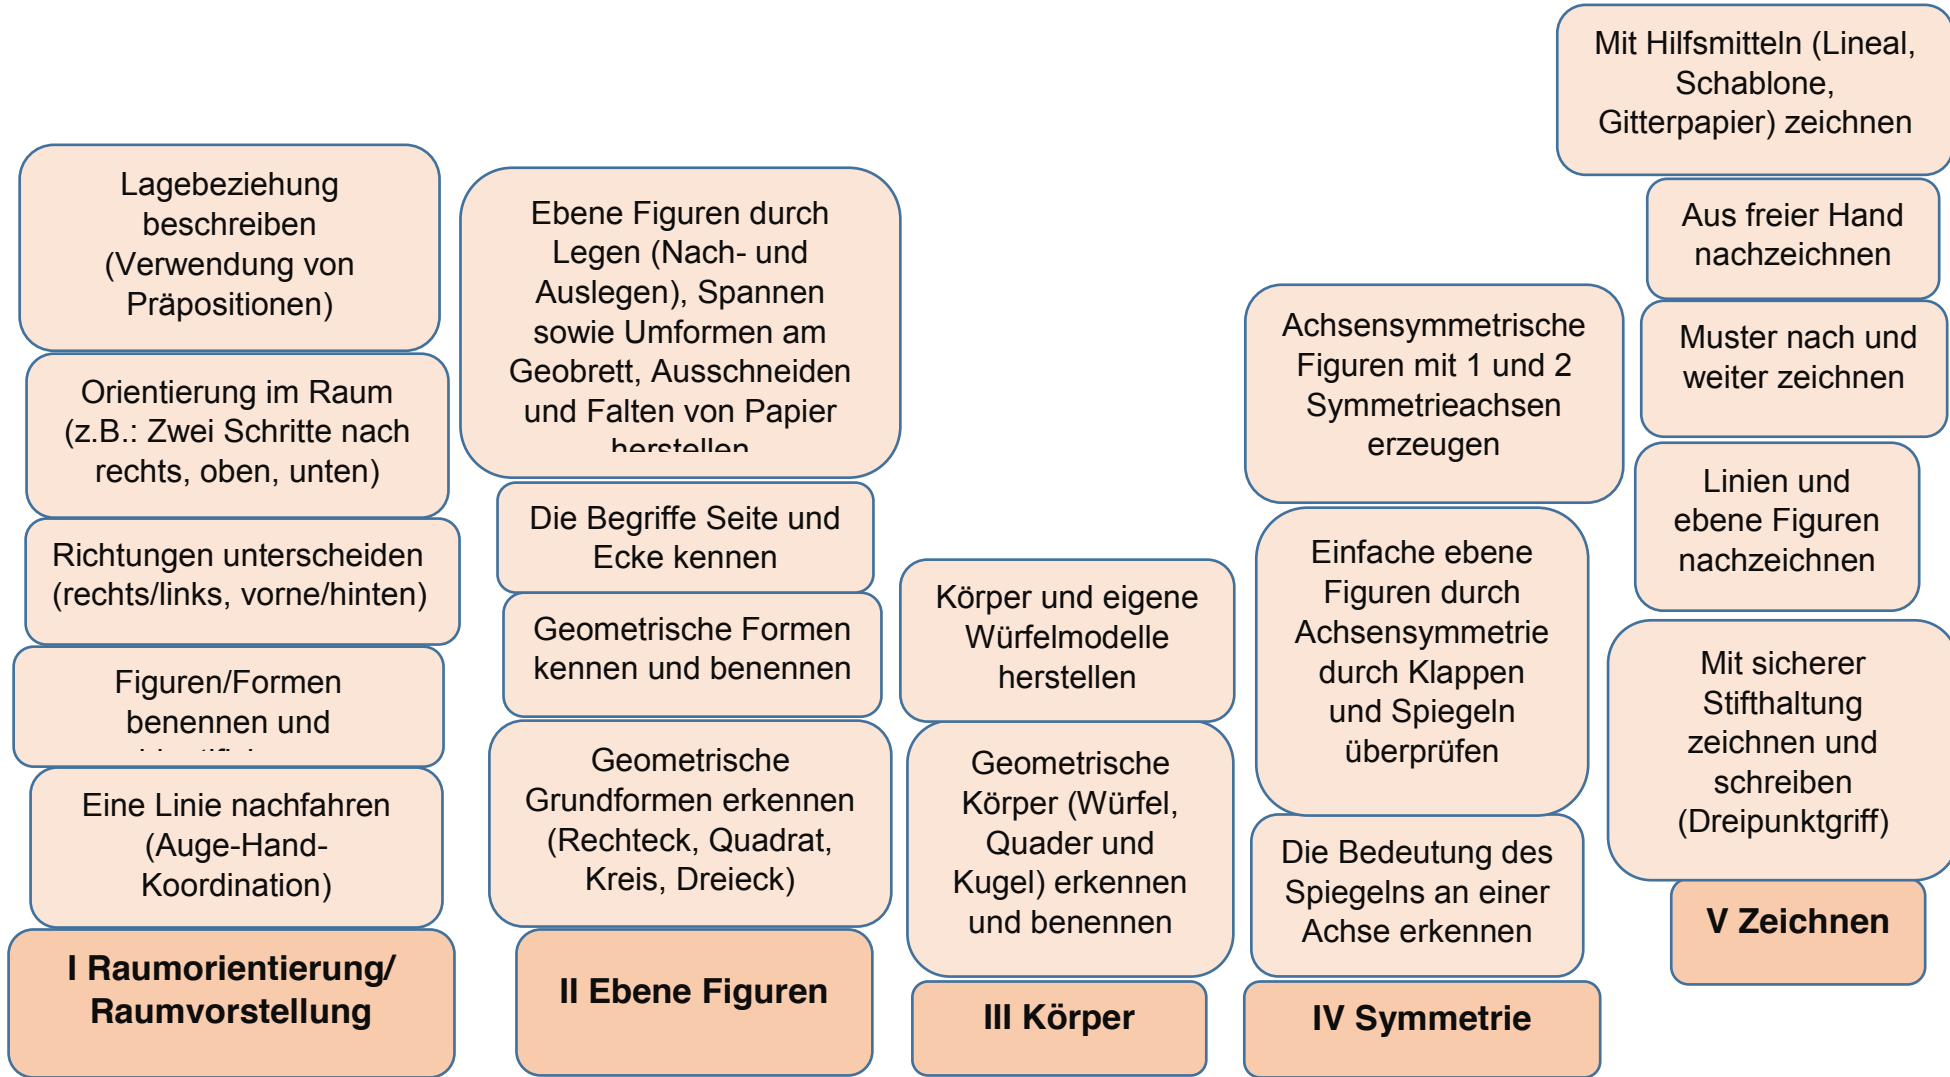 Lagebeziehung
beschreiben
(Verwendung von
Präpositionen)
Orientierung im Raum
(z.B.: Zwei Schritte nach
rechts, oben, unten)
Richtungen unterscheiden
(rechts/links, vorne/hinten)
Figuren/Formen
benennen und
Eine Linie nachfahren
(Auge-Hand-
Koordination)
I Raumorientierung/
Raumvorstellung
Ebene Figuren durch
Legen (Nach- und
Auslegen), Spannen
sowie Umformen am
Geobrett, Ausschneiden
und Falten von Papier
herstellen
Die Begriffe Seite und
Ecke kennen
Geometrische Formen
kennen und benennen
Geometrische
Grundformen erkennen
(Rechteck, Quadrat,
Kreis, Dreieck)
II Ebene Figuren
Körper und eigene
Würfelmodelle
herstellen
Geometrische
Körper (Würfel,
Quader und
Kugel) erkennen
und benennen
III Körper
Achsensymmetrische
Figuren mit 1 und 2
Symmetrieachsen
erzeugen
Einfache ebene
Figuren durch
Achsensymmetrie
durch Klappen
und Spiegeln
überprüfen
Die Bedeutung des
Spiegelns an einer
Achse erkennen
IV Symmetrie
Mit Hilfsmitteln (Lineal,
Schablone,
Gitterpapier) zeichnen
Aus freier Hand
nachzeichnen
Muster nach und
weiter zeichnen
Linien und
ebene Figuren
nachzeichnen
Mit sicherer
Stifthaltung
zeichnen und
schreiben
(Dreipunktgriff)
V Zeichnen